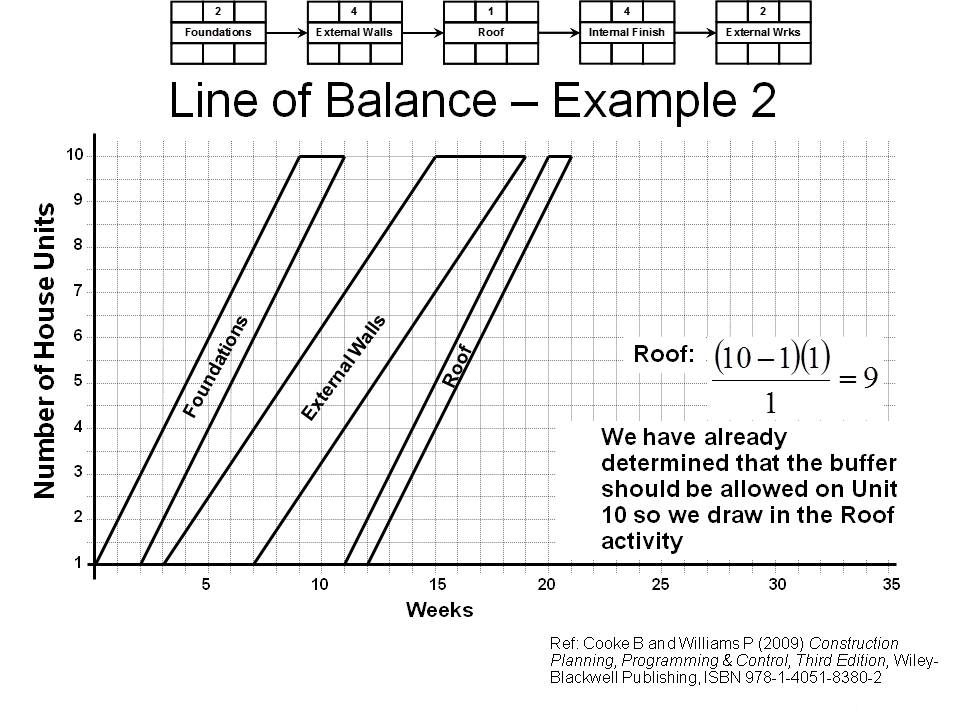 2 4 1 4 2
Foundations External Walls Roof Internal Finish External Wrks
Line of Balance – Example 2
Number of House Units
10
9
8
7
6
5
4
3
2
1
Foundations
External Walls
Roof
Roof: (10 – 1)(1) / 1 = 9
We have already
determined that the buffer
should be allowed on Unit
10 so we draw in the Roof
activity
5 10 15 20 25 30 35
Weeks
Ref: Cooke B and Williams P (2009) Construction
Planning, Programming & Control, Third Edition, Wiley-
Blackwell Publishing, ISBN 978-1-4051-8380-2